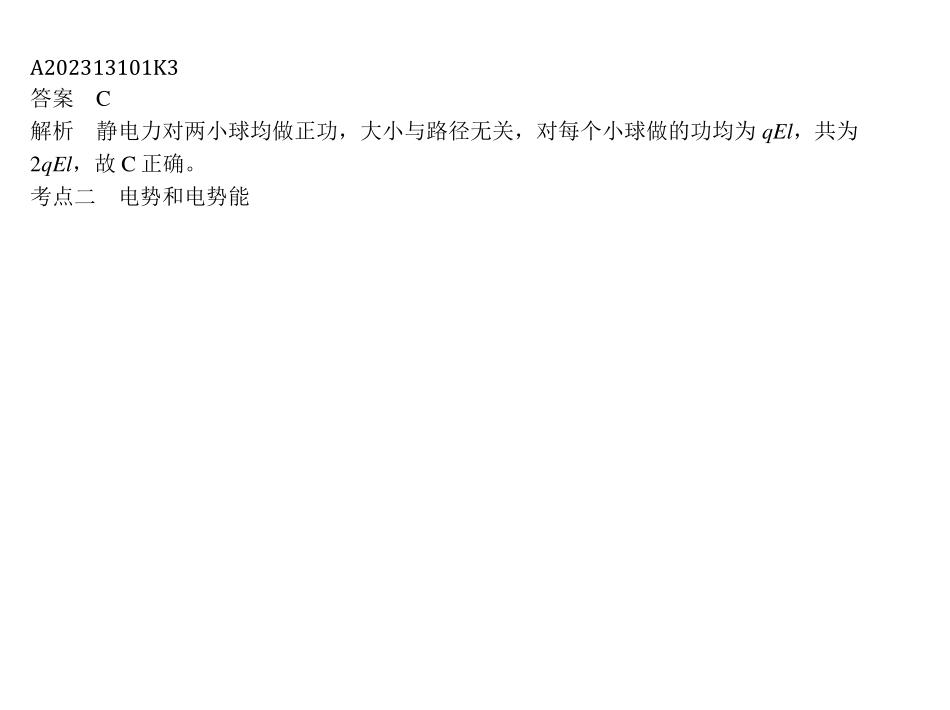 A202313101K3
答案　C
解析　静电力对两小球均做正功，大小与路径无关，对每个小球做的功均为 qEl，共为
2qEl，故 C 正确。
考点二　电势和电势能